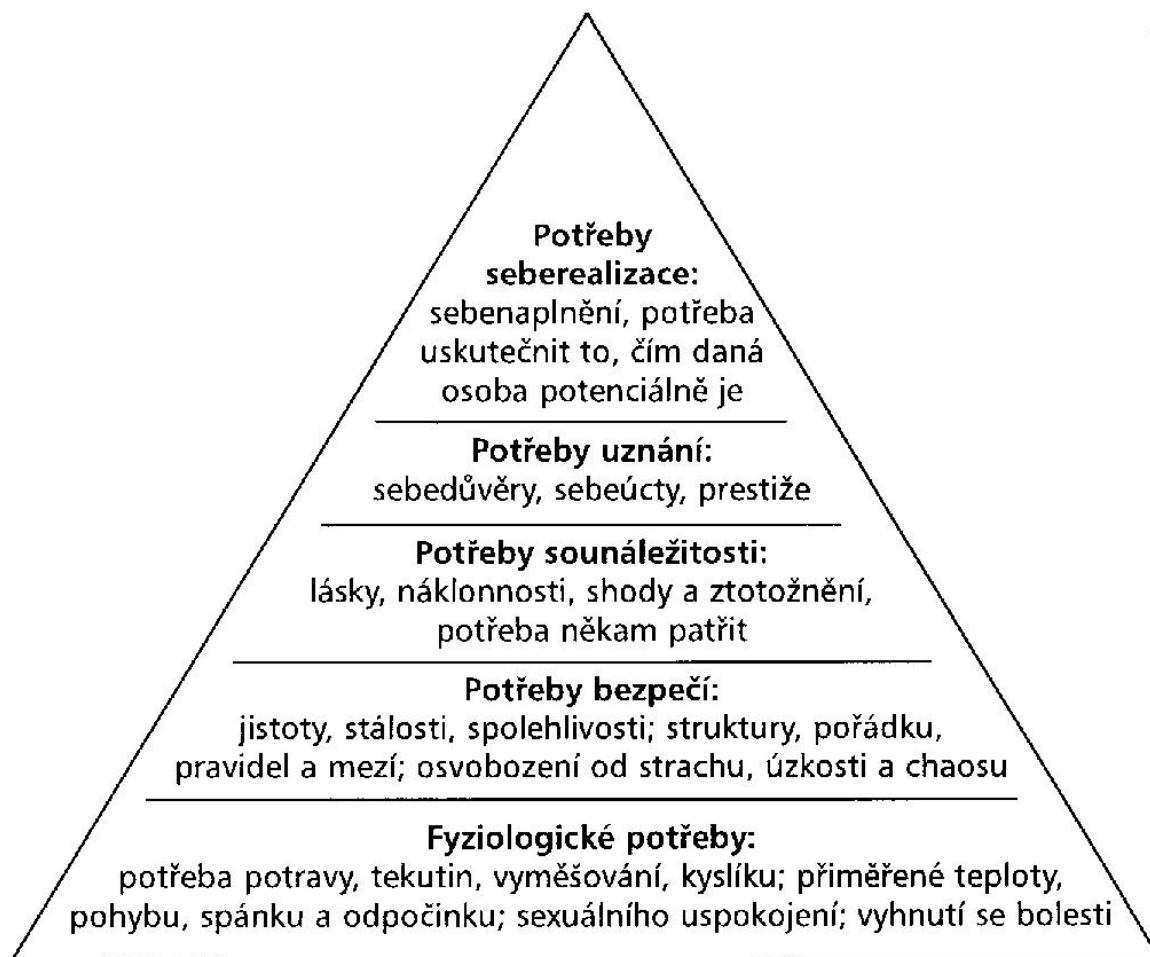 Potřeby
seberealizace:
sebenaplnění, potřeba
uskutečnit to, čím daná
osoba potenciálně je
Potřeby uznání:
sebedůvěry, sebeúcty, prestiže
Potřeby sounáležitosti:
lásky, náklonnosti, shody a ztotožnění,
potřeba někam patřit
Potřeby bezpečí:
jistoty, stálosti, spolehlivosti; struktury, pořádku,
pravidel a mezí; osvobození od strachu, úzkosti a chaosu
Fyziologické potřeby:
potřeba potravy, tekutin, vyměšování, kyslíku; přiměřené teploty,
pohybu, spánku a odpočinku; sexuálního uspokojení; vyhnutí se bolesti